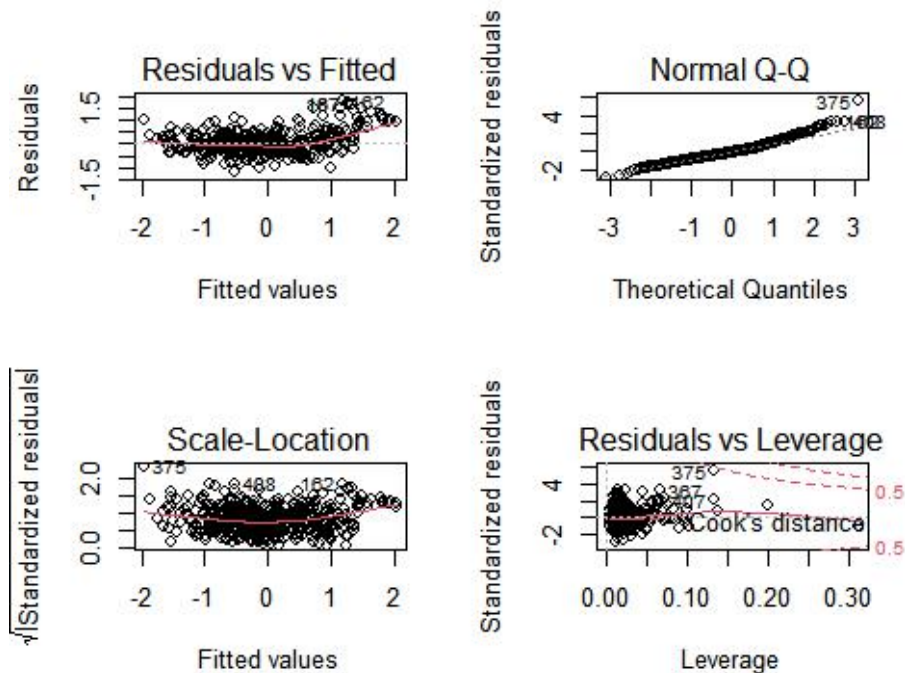 Residuals vs Fitted
Residuals
1.5
-1.5
187
162
-2 -1 0 1 2
Fitted values
Normal Q-Q
Standardized residuals
4
-2
375
-3 -1 0 1 2 3
Theoretical Quantiles
Scale-Location
√|Standardized residuals|
2.0
0.0
375
488
162
-2 -1 0 1 2
Fitted values
Residuals vs Leverage
Standardized residuals
4
-2
375
367
Cook's distance
0.5
0.5
0.00 0.10 0.20 0.30
Leverage